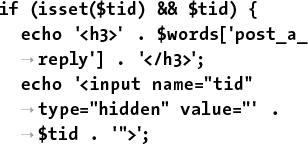 if (isset($tid) && $tid) {
echo '<h3>' . $words['post_a_
→reply'] . '</h3>';
echo '<input name="tid"
→type="hidden" value="' .
→$tid . '">';